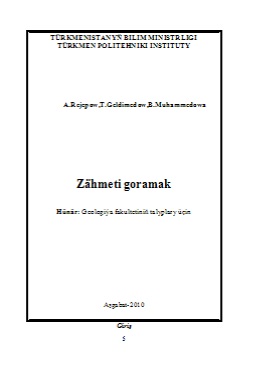 TÜRKMENISTANYŇ BILIM MINISTRLIGI
TÜRKMEN POLITEHNIKI INSTITUTY
A.Rejepow,T.Geldimedow,B.Muhammedowa
Zähmeti goramak
Hünär: Geologiýa fakultetiniň talyplary üçin
Aşgabat-2010
Giriş
5